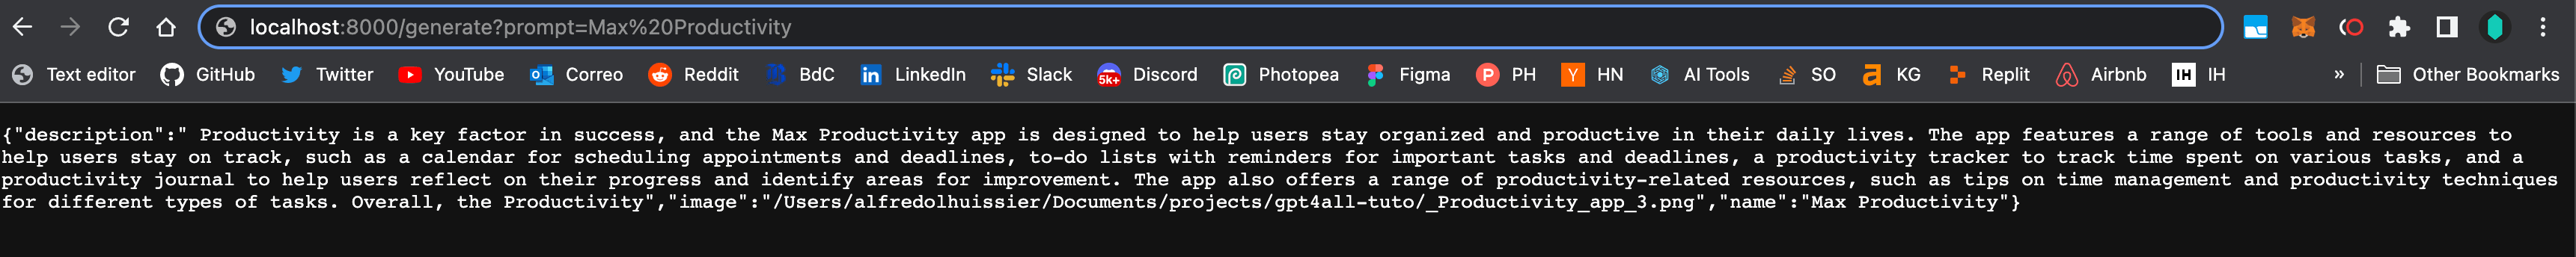 localhost:8000/generate?prompt=Max%20Productivity
Text editor GitHub Twitter YouTube Correo Reddit BdC LinkedIn Slack 5k+ Discord Photopea Figma P PH Y HN AI Tools SO KG Replit Airbnb IH IH » Other Bookmarks
{"description":" Productivity is a key factor in success, and the Max Productivity app is designed to help users stay organized and productive in their daily lives. The app features a range of tools and resources to
help users stay on track, such as a calendar for scheduling appointments and deadlines, to-do lists with reminders for important tasks and deadlines, a productivity tracker to track time spent on various tasks, and a
productivity journal to help users reflect on their progress and identify areas for improvement. The app also offers a range of productivity-related resources, such as tips on time management and productivity techniques
for different types of tasks. Overall, the Productivity","image":"/Users/alfredolhuissier/Documents/projects/gpt4all-tuto/_Productivity_app_3.png","name":"Max Productivity"}